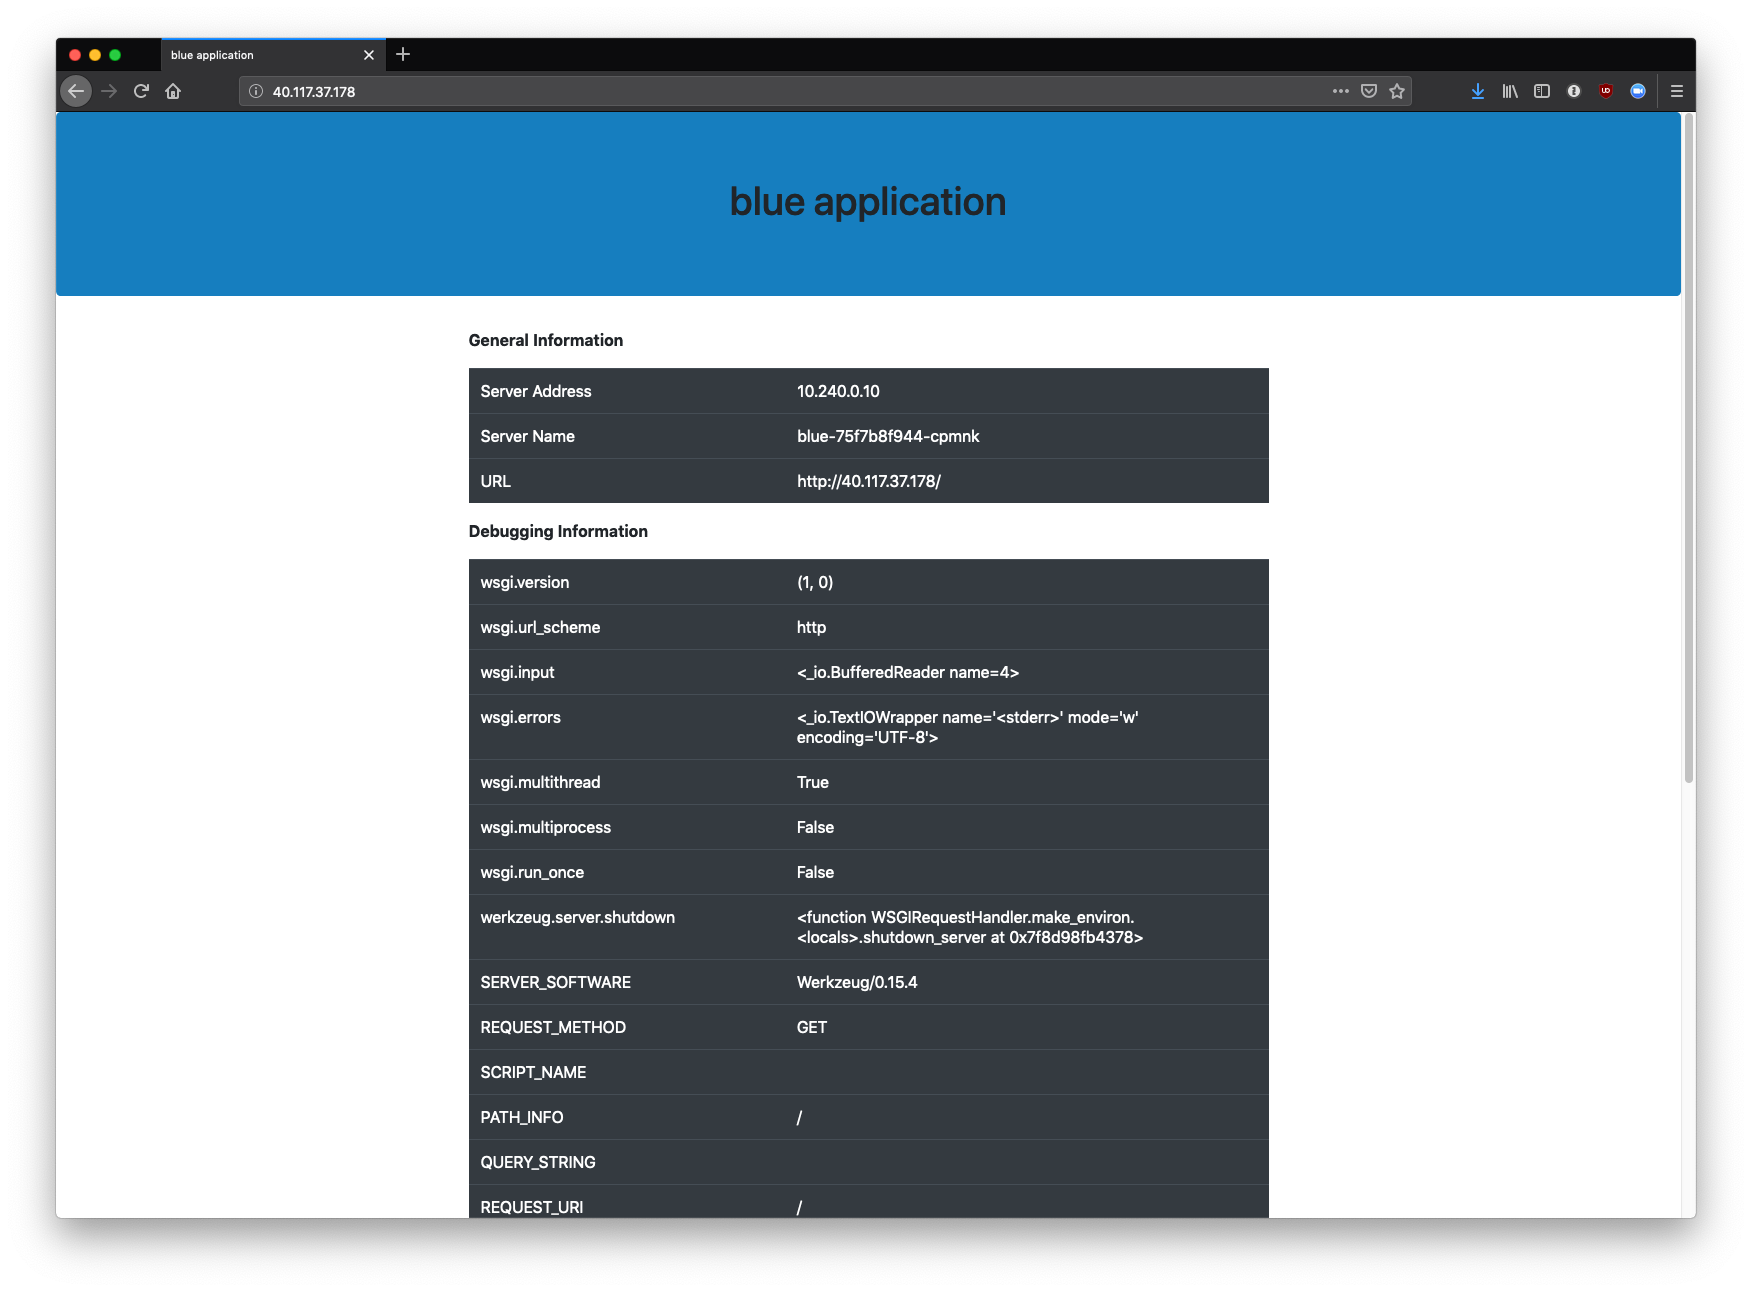 blue application
40.117.37.178
blue application
General Information
Server Address 10.240.0.10
Server Name blue-75f7b8f944-cpmnk
URL http://40.117.37.178/
Debugging Information
wsgi.version (1, 0)
wsgi.url_scheme http
wsgi.input <_io.BufferedReader name=4>
wsgi.errors <_io.TextIOWrapper name='<stderr>' mode='w'
encoding='UTF-8'>
wsgi.multithread True
wsgi.multiprocess False
wsgi.run_once False
werkzeug.server.shutdown <function WSGIRequestHandler.make_environ.
<locals>.shutdown_server at 0x7f8d98fb4378>
SERVER_SOFTWARE Werkzeug/0.15.4
REQUEST_METHOD GET
SCRIPT_NAME
PATH_INFO /
QUERY_STRING
REQUEST_URI /